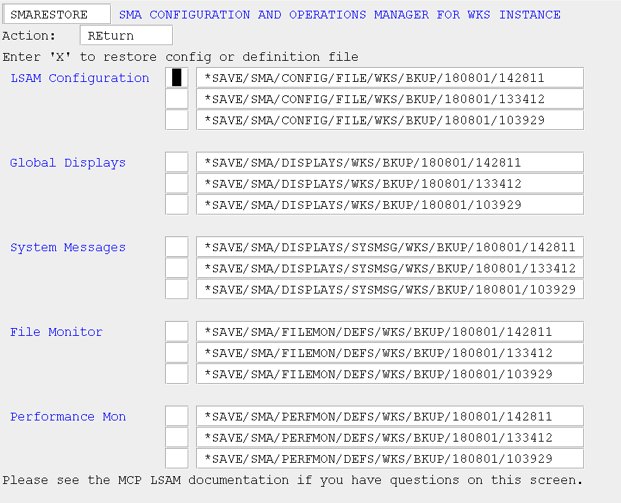 SMARESTORE SMA CONFIGURATION AND OPERATIONS MANAGER FOR WKS INSTANCE
Action: REturn
Enter 'X' to restore config or definition file
LSAM Configuration *SAVE/SMA/CONFIG/FILE/WKS/BKUP/180801/142811
*SAVE/SMA/CONFIG/FILE/WKS/BKUP/180801/133412
*SAVE/SMA/CONFIG/FILE/WKS/BKUP/180801/103929
Global Displays *SAVE/SMA/DISPLAYS/WKS/BKUP/180801/142811
*SAVE/SMA/DISPLAYS/WKS/BKUP/180801/133412
*SAVE/SMA/DISPLAYS/WKS/BKUP/180801/103929
System Messages *SAVE/SMA/DISPLAYS/SYSMSG/WKS/BKUP/180801/142811
*SAVE/SMA/DISPLAYS/SYSMSG/WKS/BKUP/180801/133412
*SAVE/SMA/DISPLAYS/SYSMSG/WKS/BKUP/180801/103929
File Monitor *SAVE/SMA/FILEMON/DEFS/WKS/BKUP/180801/142811
*SAVE/SMA/FILEMON/DEFS/WKS/BKUP/180801/133412
*SAVE/SMA/FILEMON/DEFS/WKS/BKUP/180801/103929
Performance Mon *SAVE/SMA/PERFMON/DEFS/WKS/BKUP/180801/142811
*SAVE/SMA/PERFMON/DEFS/WKS/BKUP/180801/133412
*SAVE/SMA/PERFMON/DEFS/WKS/BKUP/180801/103929
Please see the MCP LSAM documentation if you have questions on this screen.